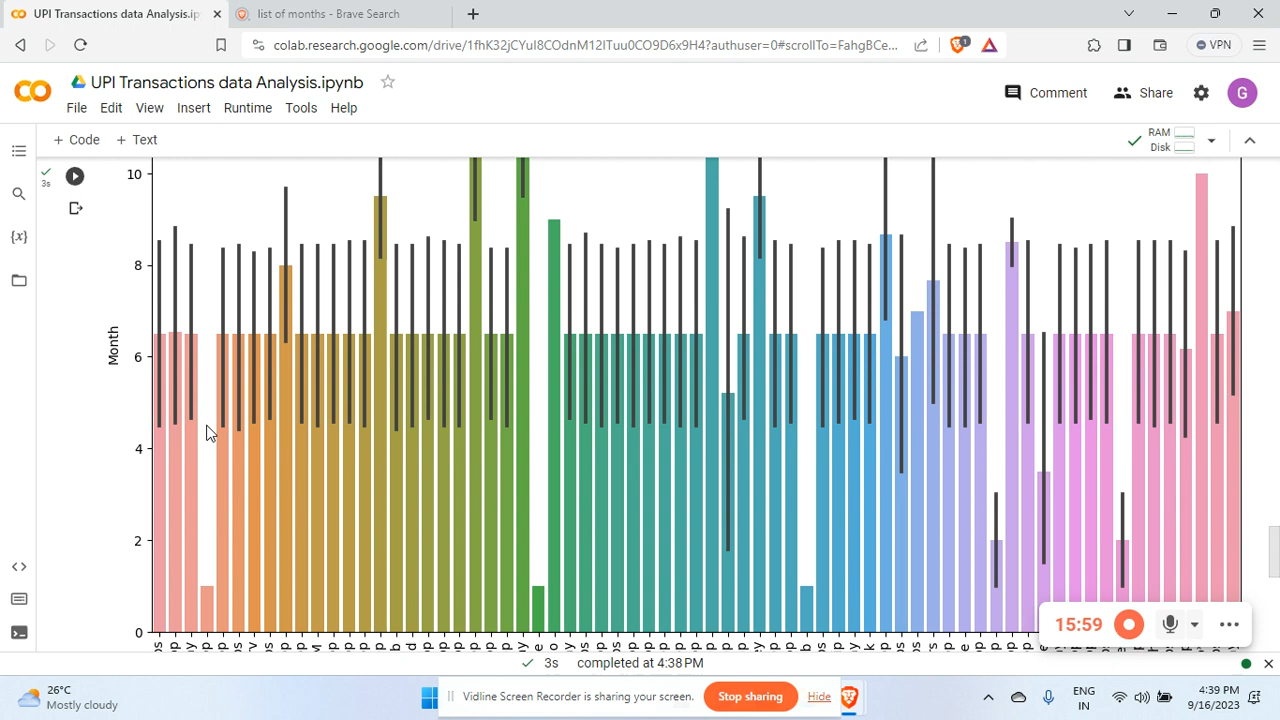 UPI Transactions data Analysis.ipyn
list of months - Brave Search
colab.research.google.com/drive/1fhK32jCYuI8COdnM12ITuu0CO9D6x9H4?authuser=0#scrollTo=FahgBCe...
1
VPN
UPI Transactions data Analysis.ipynb
Comment
Share
G
File Edit View Insert Runtime Tools Help
+ Code + Text
RAM
Disk
3s
{x}
Month
10
8
6
4
2
0
15:59
3s completed at 4:38 PM
26°C
Mostly cloudy
Vidline Screen Recorder is sharing your screen.
Stop sharing
Hide
ENG
IN
4:39 PM
9/16/2023